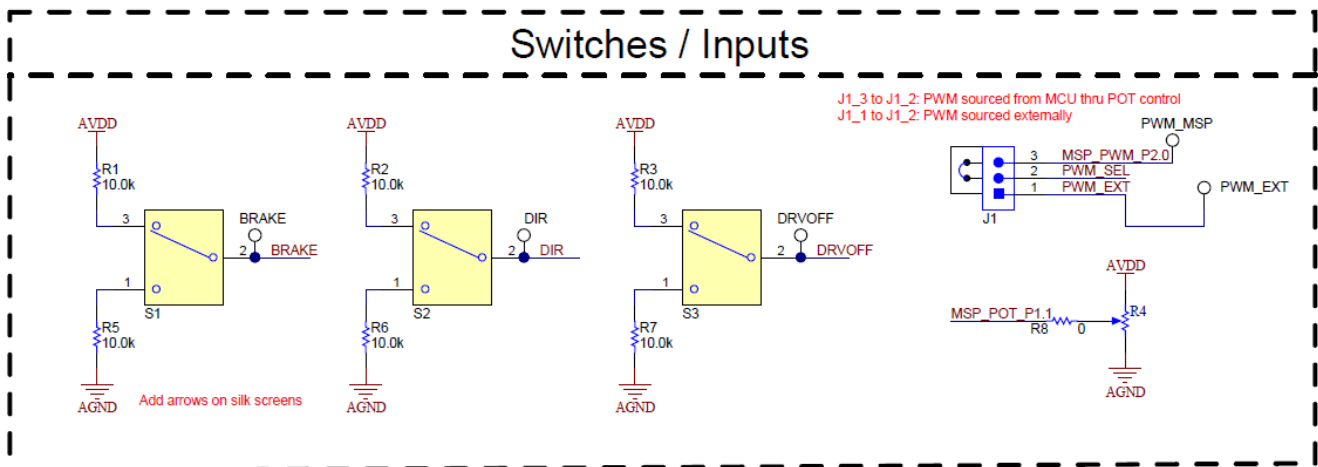 Switches / Inputs
J1_3 to J1_2: PWM sourced from MCU thru POT control
J1_1 to J1_2: PWM sourced externally
AVDD
R1
10.0k
3
BRAKE
2
BRAKE
1
S1
R5
10.0k
AGND
Add arrows on silk screens
AVDD
R2
10.0k
3
DIR
2
DIR
1
S2
R6
10.0k
AGND
AVDD
R3
10.0k
3
DRVOFF
2
DRVOFF
1
S3
R7
10.0k
AGND
PWM_MSP
3
MSP_PWM_P2.0
2
PWM_SEL
1
PWM_EXT
J1
PWM_EXT
AVDD
MSP_POT_P1.1
R8
0
R4
AGND